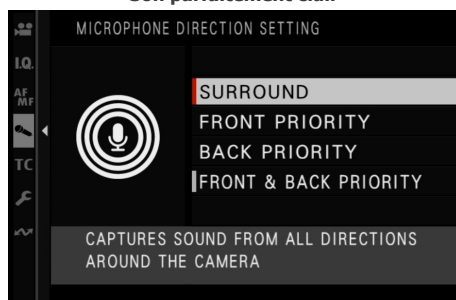 MICROPHONE DIRECTION SETTING
I.Q.
AF
MF
TC
SURROUND
FRONT PRIORITY
BACK PRIORITY
FRONT & BACK PRIORITY
CAPTURES SOUND FROM ALL DIRECTIONS
AROUND THE CAMERA